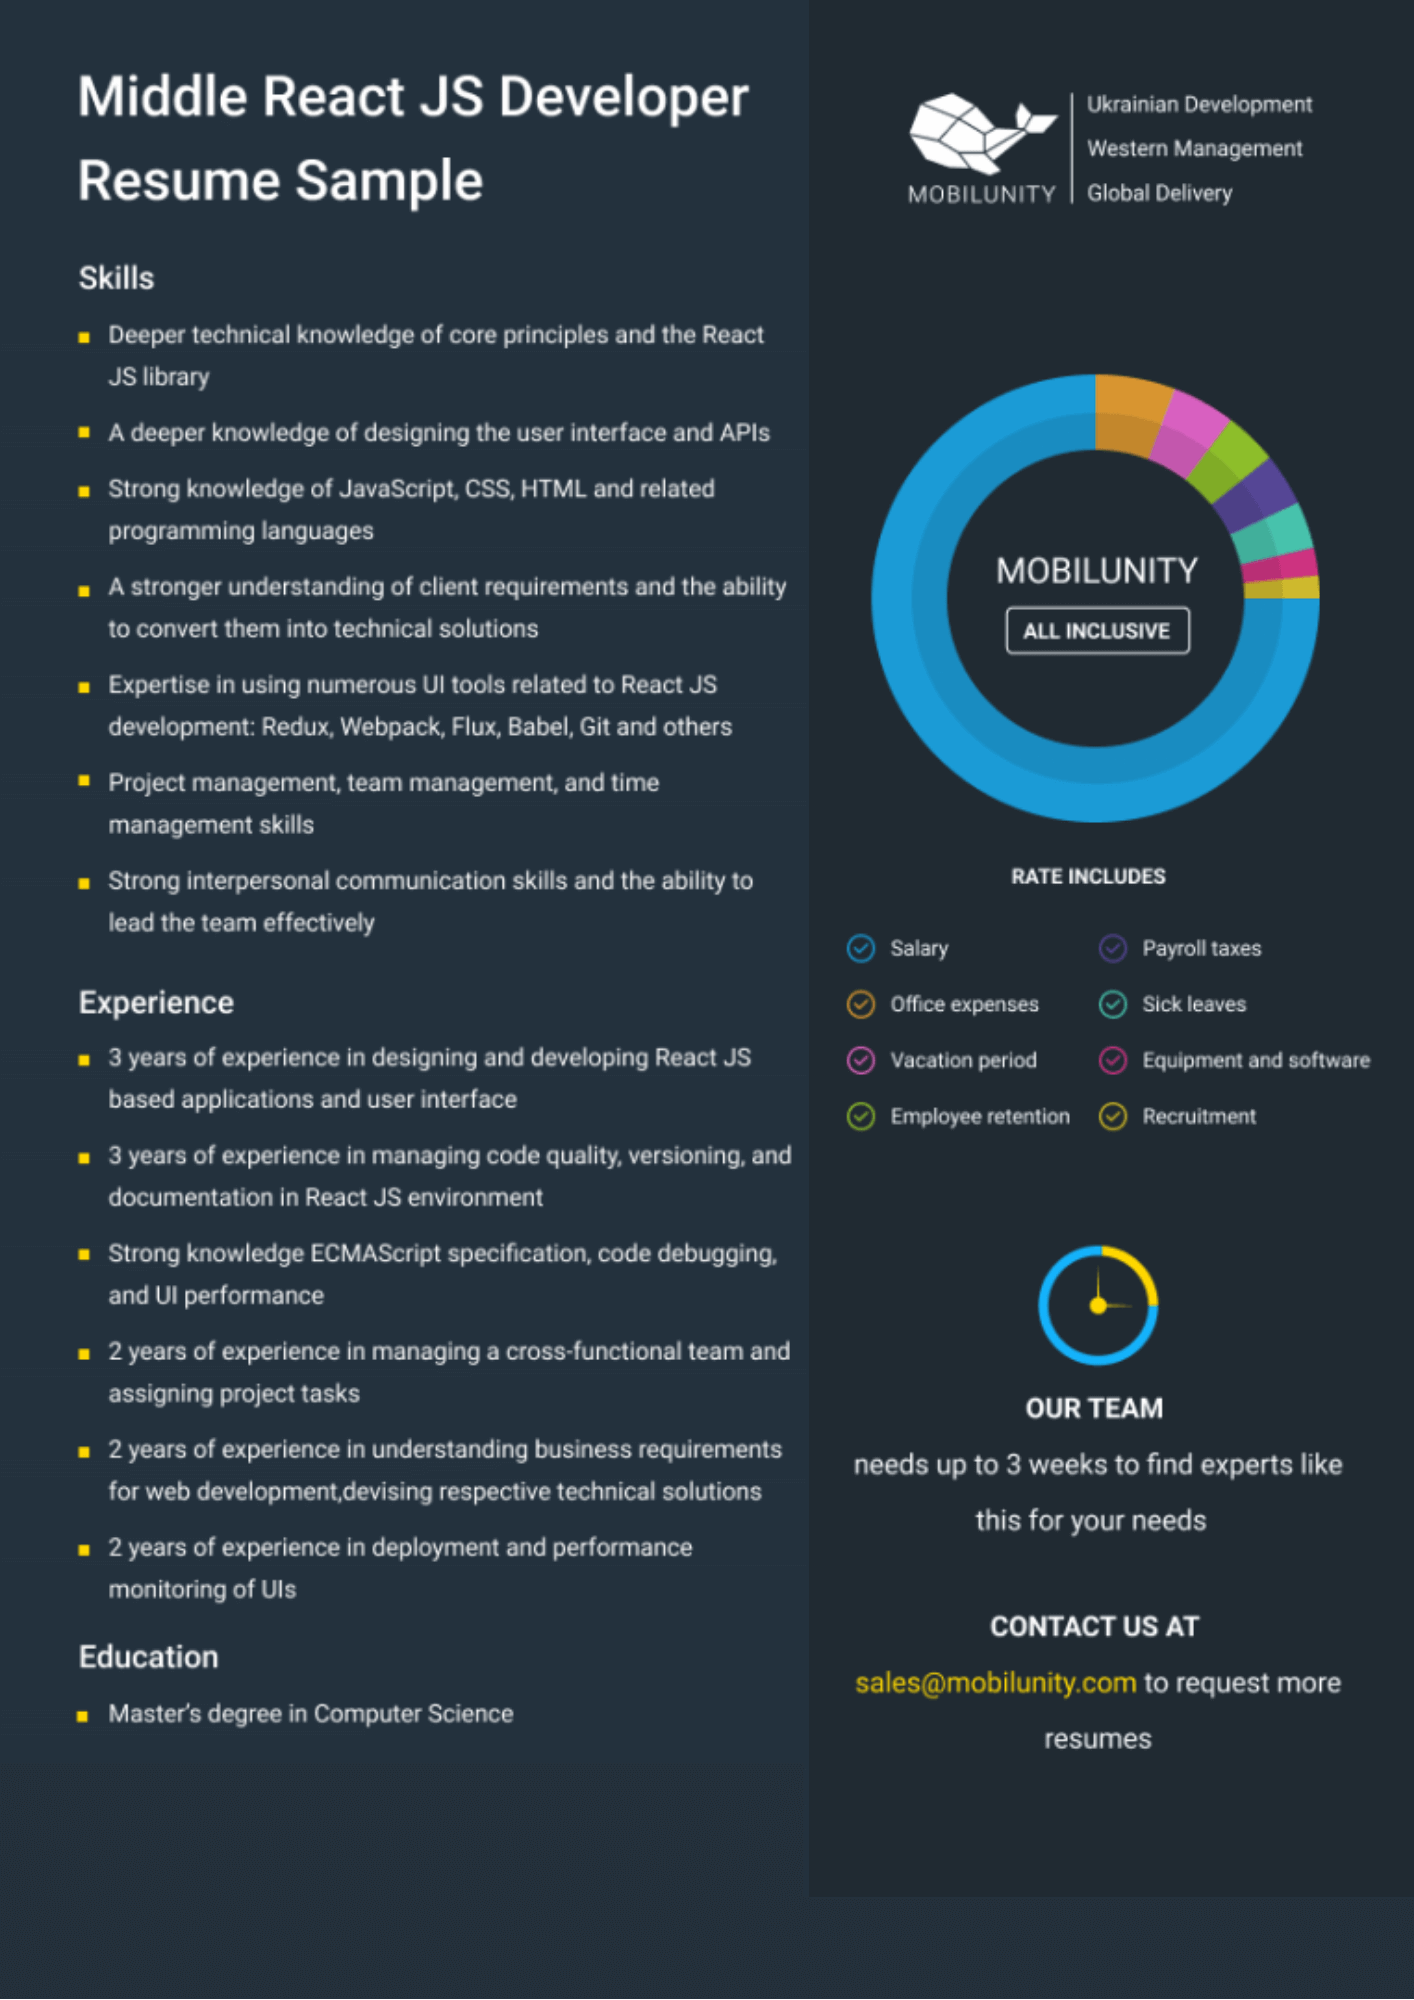 Middle React JS Developer
Resume Sample
Skills
Deeper technical knowledge of core principles and the React
JS library
A deeper knowledge of designing the user interface and APIs
Strong knowledge of JavaScript, CSS, HTML and related
programming languages
A stronger understanding of client requirements and the ability
to convert them into technical solutions
Expertise in using numerous UI tools related to React JS
development: Redux, Webpack, Flux, Babel, Git and others
Project management, team management, and time
management skills
Strong interpersonal communication skills and the ability to
lead the team effectively
Experience
3 years of experience in designing and developing React JS
based applications and user interface
3 years of experience in managing code quality, versioning, and
documentation in React JS environment
Strong knowledge ECMAScript specification, code debugging,
and UI performance
2 years of experience in managing a cross-functional team and
assigning project tasks
2 years of experience in understanding business requirements
for web development,devising respective technical solutions
2 years of experience in deployment and performance
monitoring of UIs
Education
Master's degree in Computer Science
MOBILUNITY
Ukrainian Development
Western Management
Global Delivery
MOBILUNITY
ALL INCLUSIVE
RATE INCLUDES
Salary
Office expenses
Vacation period
Employee retention
Payroll taxes
Sick leaves
Equipment and software
Recruitment
OUR TEAM
needs up to 3 weeks to find experts like
this for your needs
CONTACT US AT
sales@mobilunity.com to request more
resumes